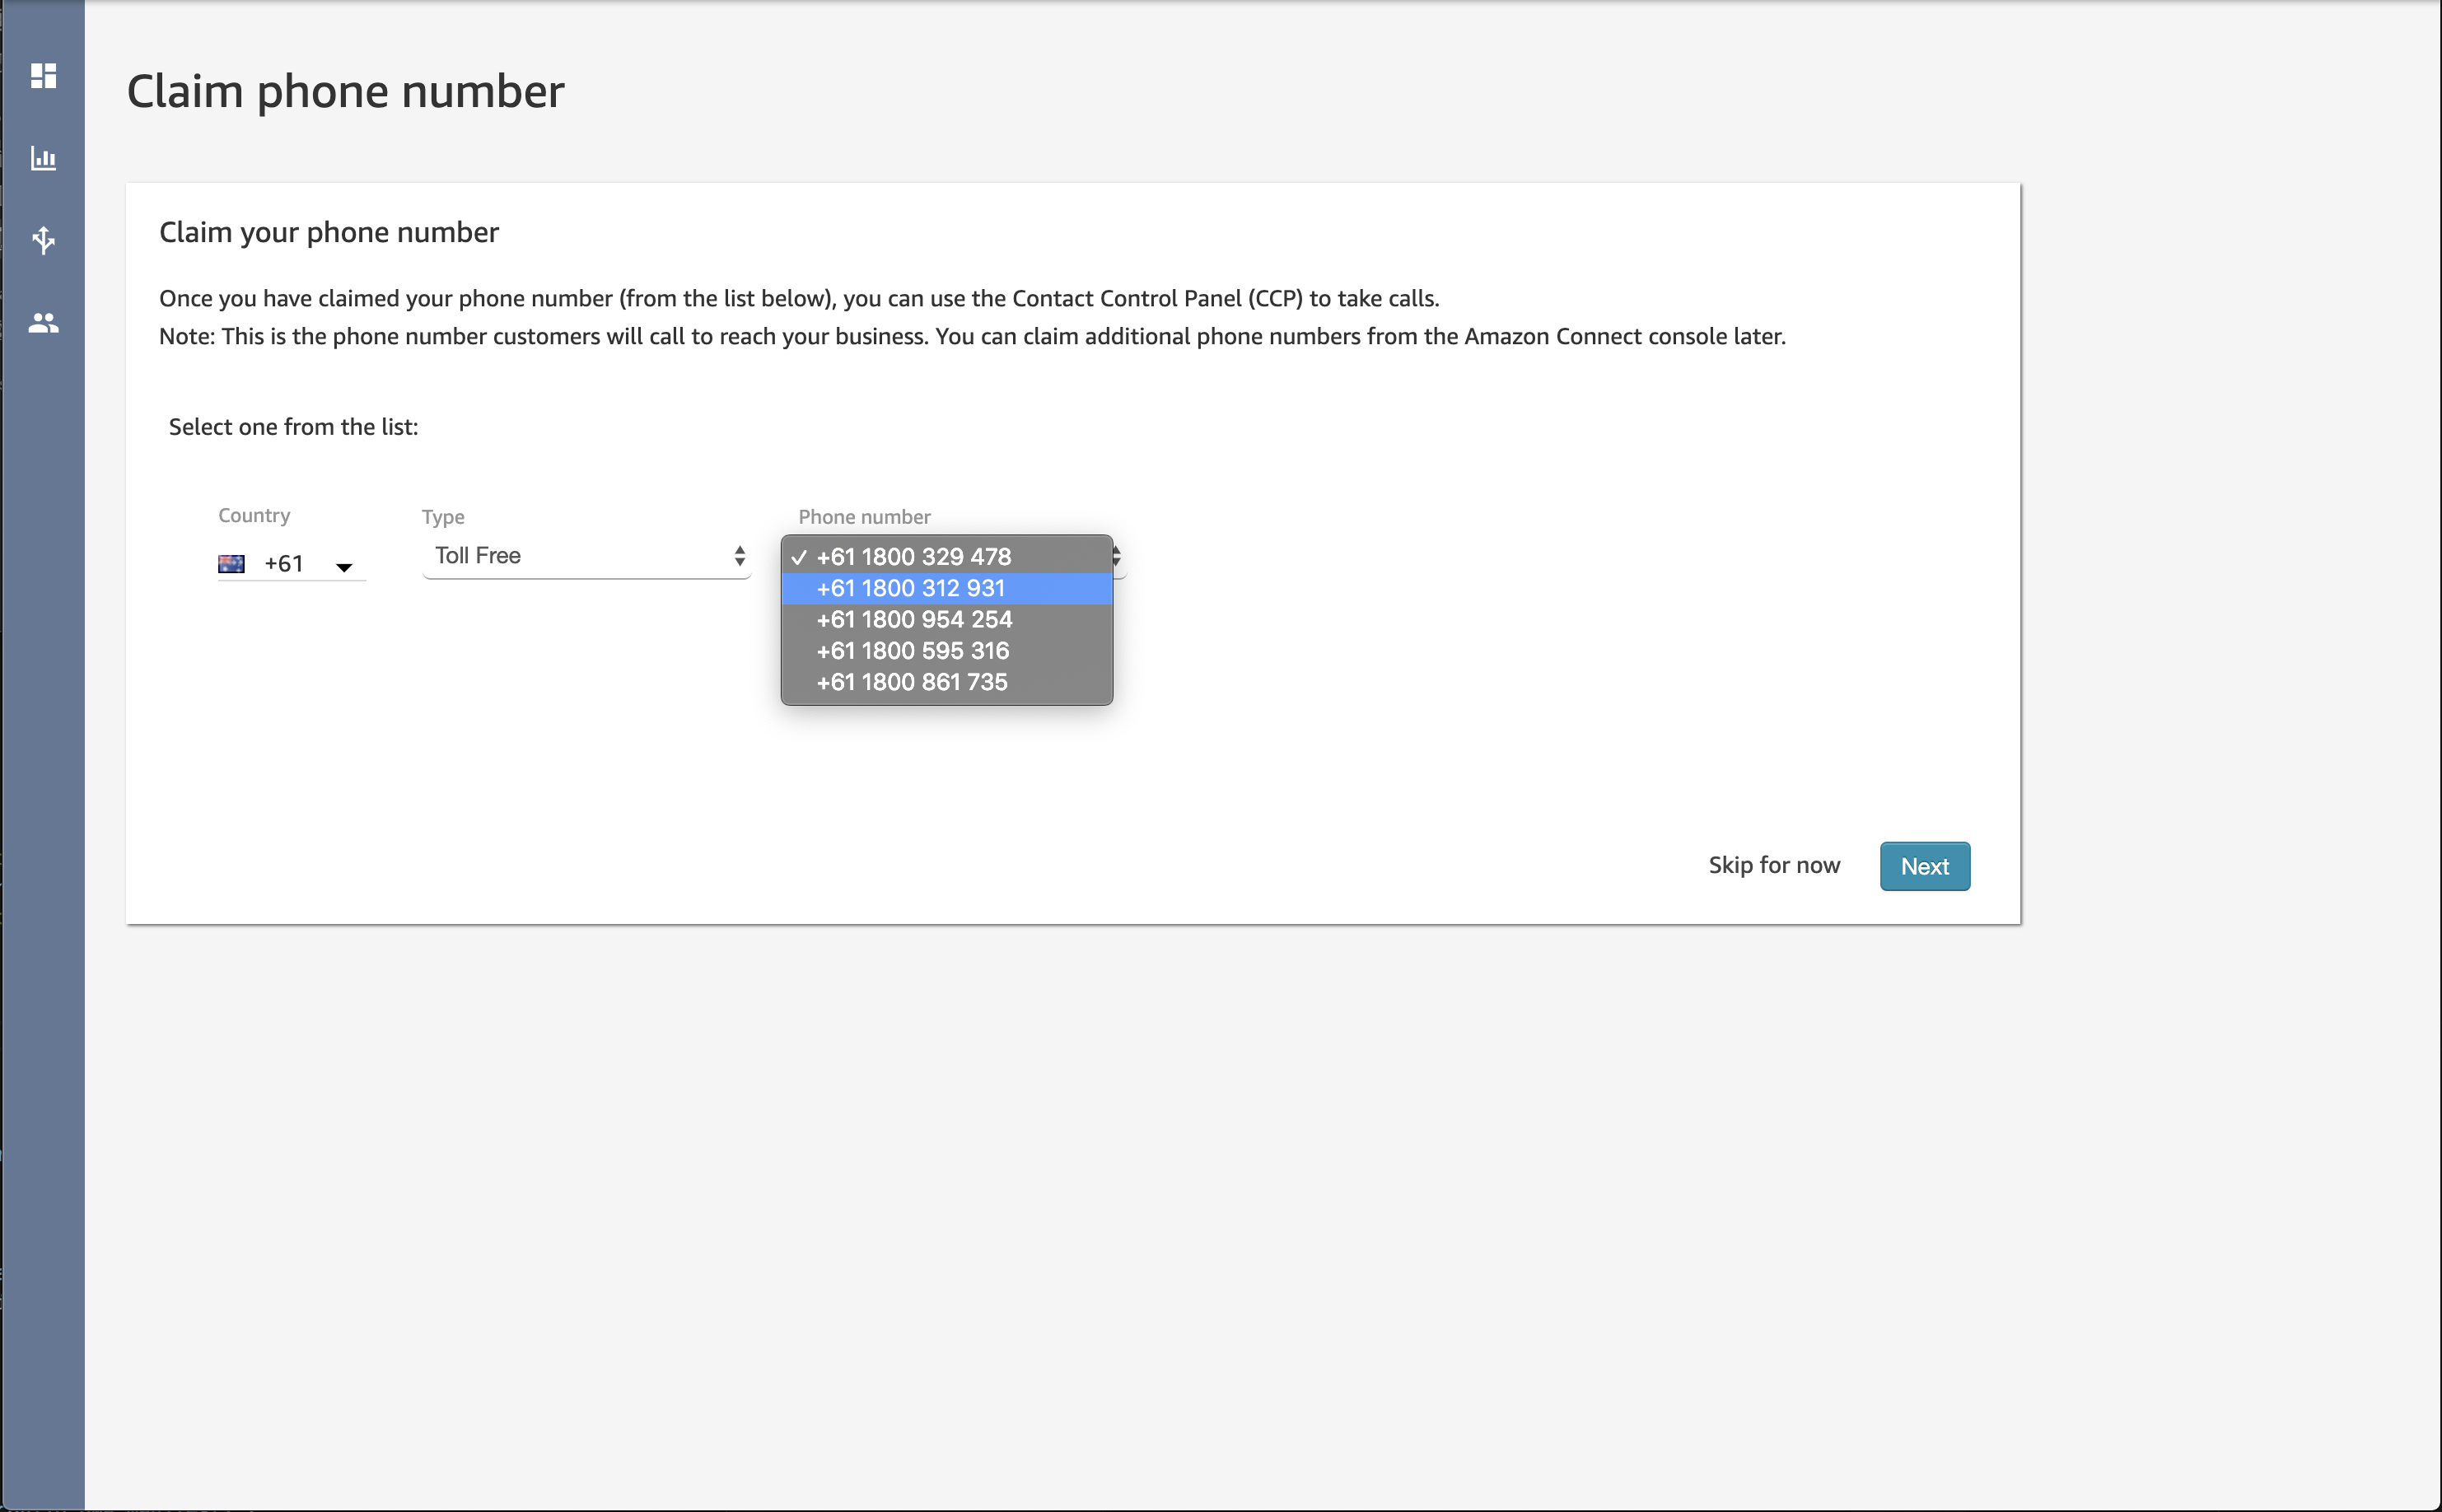 Claim phone number
Claim your phone number
Once you have claimed your phone number (from the list below), you can use the Contact Control Panel (CCP) to take calls.
Note: This is the phone number customers will call to reach your business. You can claim additional phone numbers from the Amazon Connect console later.
Select one from the list:
Country Type Phone number
+61 Toll Free ✓ +61 1800 329 478
+61 1800 312 931
+61 1800 954 254
+61 1800 595 316
+61 1800 861 735
Skip for now Next